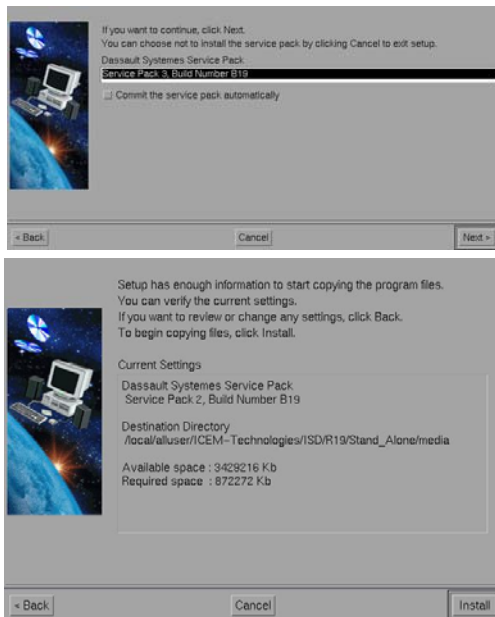 If you want to continue, click Next.
You can choose not to install the service pack by clicking Cancel to exit setup.
Dassault Systemes Service Pack
Service Pack 3, Build Number B19
Commit the service pack automatically
< Back
Cancel
Next >
Setup has enough information to start copying the program files.
You can verify the current settings.
If you want to review or change any settings, click Back.
To begin copying files, click Install.
Current Settings
Dassault Systemes Service Pack
Service Pack 2, Build Number B19
Destination Directory
/local/alluser/ICEM-Technologies/ISD/R19/Stand_Alone/media
Available space : 3429216 Kb
Required space : 872272 Kb
< Back
Cancel
Install